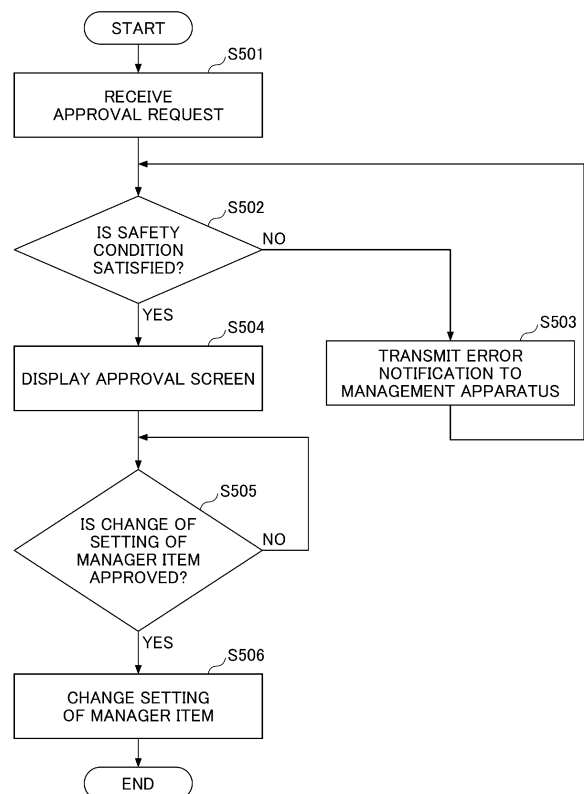 START
S501
RECEIVE
APPROVAL REQUEST
S502
IS SAFETY
CONDITION
SATISFIED?
NO
YES
S503
TRANSMIT ERROR
NOTIFICATION TO
MANAGEMENT APPARATUS
S504
DISPLAY APPROVAL SCREEN
S505
IS CHANGE OF
SETTING OF
MANAGER ITEM
APPROVED?
NO
YES
S506
CHANGE SETTING
OF MANAGER ITEM
END